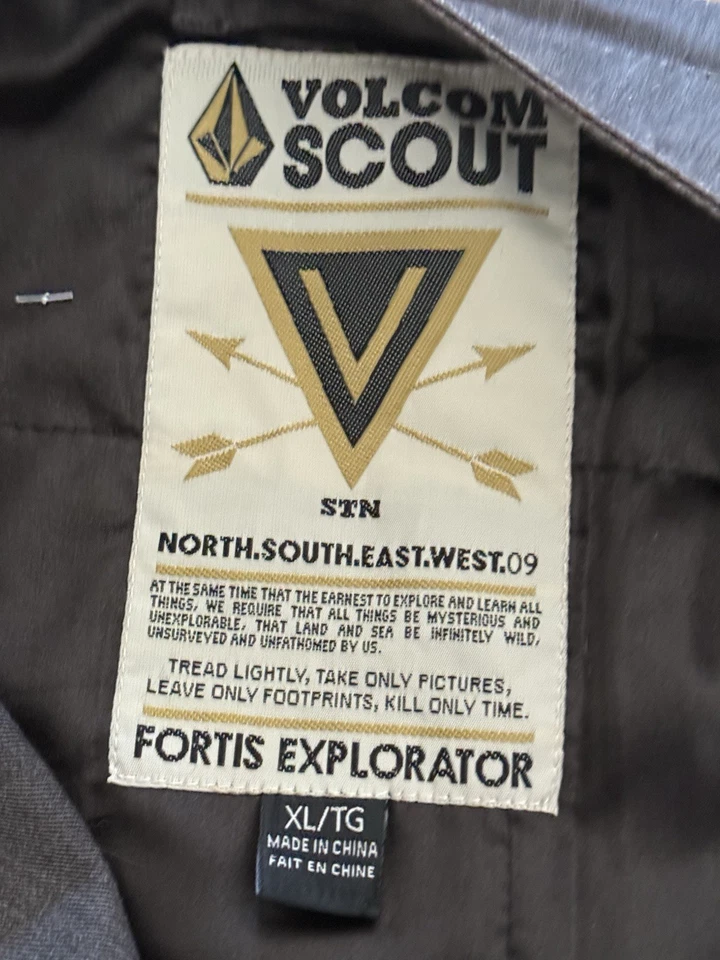 VOLCOM
SCOUT
V
STN
NORTH.SOUTH.EAST.WEST.09
AT THE SAME TIME THAT THE EARNEST TO EXPLORE AND LEARN ALL
THINGS, WE REQUIRE THAT ALL THINGS BE MYSTERIOUS AND
UNEXPLORABLE, THAT LAND AND SEA BE INFINITELY WILD,
UNSURVEYED AND UNFATHOMED BY US.
TREAD LIGHTLY, TAKE ONLY PICTURES,
LEAVE ONLY FOOTPRINTS, KILL ONLY TIME.
FORTIS EXPLORATOR
XL/TG
MADE IN CHINA
FAIT EN CHINE